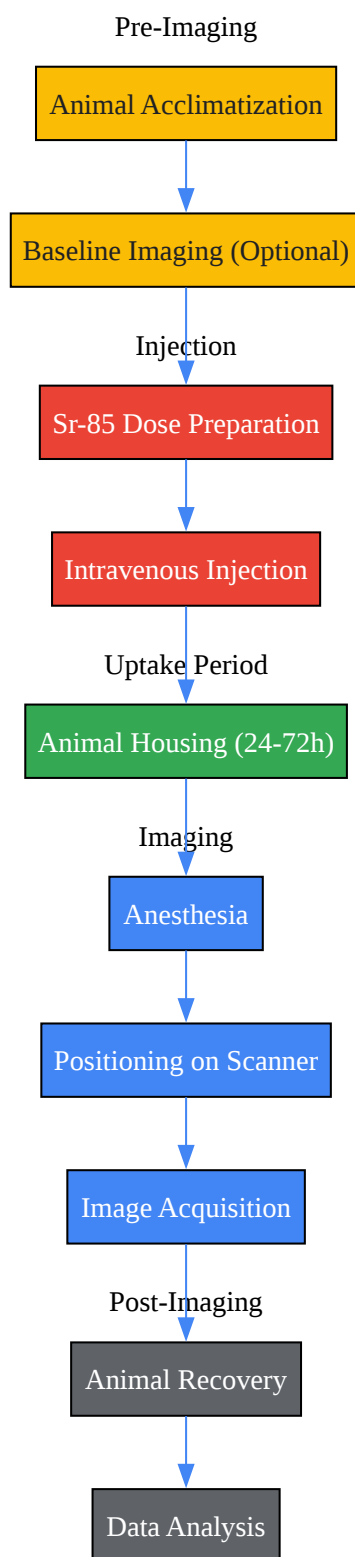 Pre-Imaging
Animal Acclimatization
Baseline Imaging (Optional)
Injection
Sr-85 Dose Preparation
Intravenous Injection
Uptake Period
Animal Housing (24-72h)
Imaging
Anesthesia
Positioning on Scanner
Image Acquisition
Post-Imaging
Animal Recovery
Data Analysis